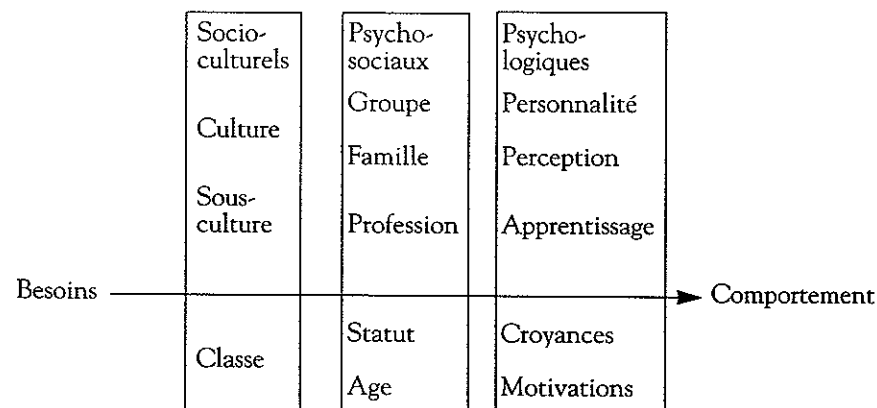 Socio-
culturels
Culture
Sous-
culture
Classe
Psycho-
sociaux
Groupe
Famille
Profession
Statut
Age
Psycho-
logiques
Personnalité
Perception
Apprentissage
Croyances
Motivations
Besoins
Comportement